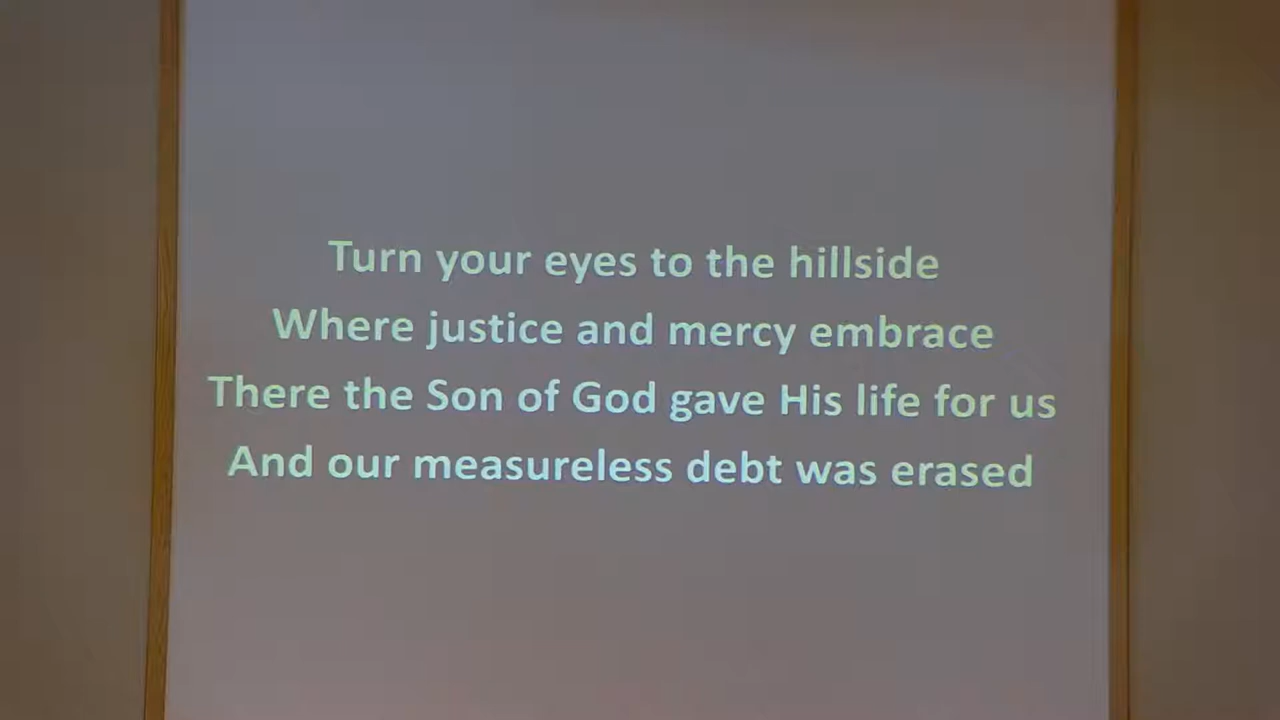 Turn your eyes to the hillside
Where justice and mercy embrace
There the Son of God gave His life for us
And our measureless debt was erased